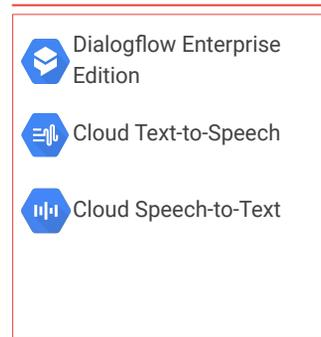 Dialogflow Enterprise
Edition
Cloud Text-to-Speech
Cloud Speech-to-Text